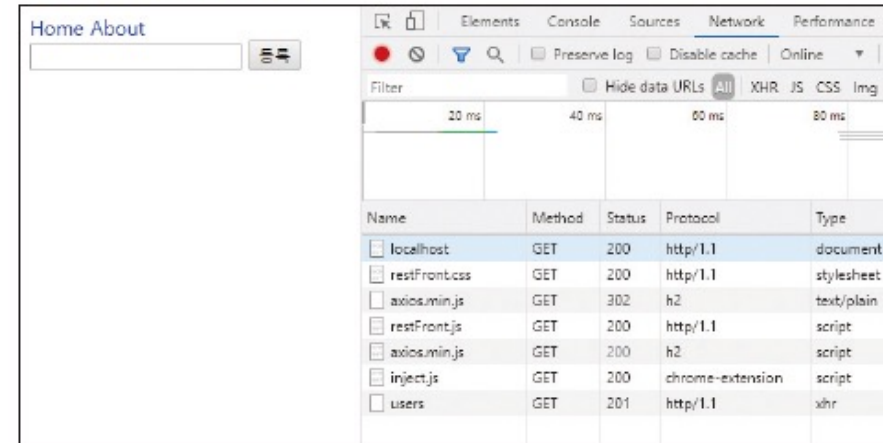 Home About
등록
Elements Console Sources Network Performance
Preserve log Disable cache Online
Filter Hide data URLs All XHR JS CSS Img
20 ms 40 ms 60 ms 80 ms
Name Method Status Protocol Type
localhost GET 200 http/1.1 document
restFront.css GET 200 http/1.1 stylesheet
axios.min.js GET 302 h2 text/plain
restFront.js GET 200 http/1.1 script
axios.min.js GET 200 h2 script
inject.js GET 200 chrome-extension script
users GET 201 http/1.1 xhr